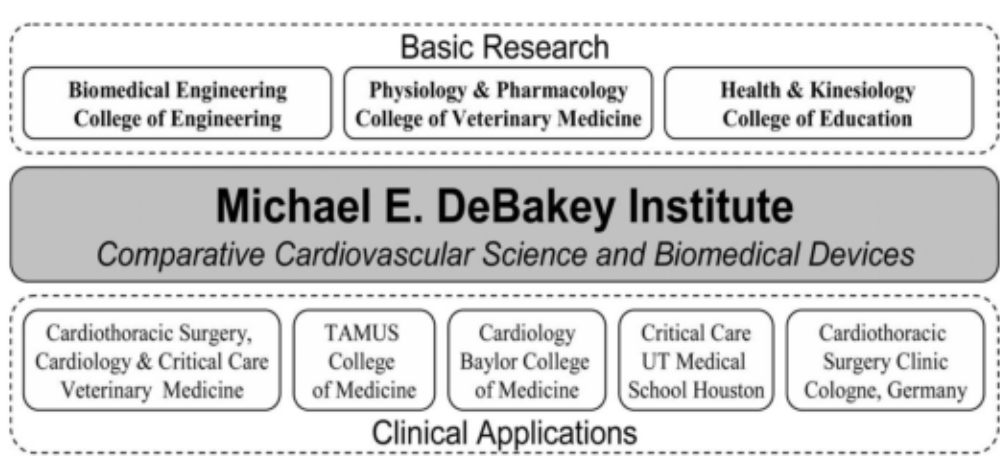 Basic Research
Biomedical Engineering
College of Engineering
Physiology & Pharmacology
College of Veterinary Medicine
Health & Kinesiology
College of Education
Michael E. DeBakey Institute
Comparative Cardiovascular Science and Biomedical Devices
Cardiothoracic Surgery,
Cardiology & Critical Care
Veterinary Medicine
TAMUS
College
of Medicine
Cardiology
Baylor College
of Medicine
Critical Care
UT Medical
School Houston
Cardiothoracic
Surgery Clinic
Cologne, Germany
Clinical Applications